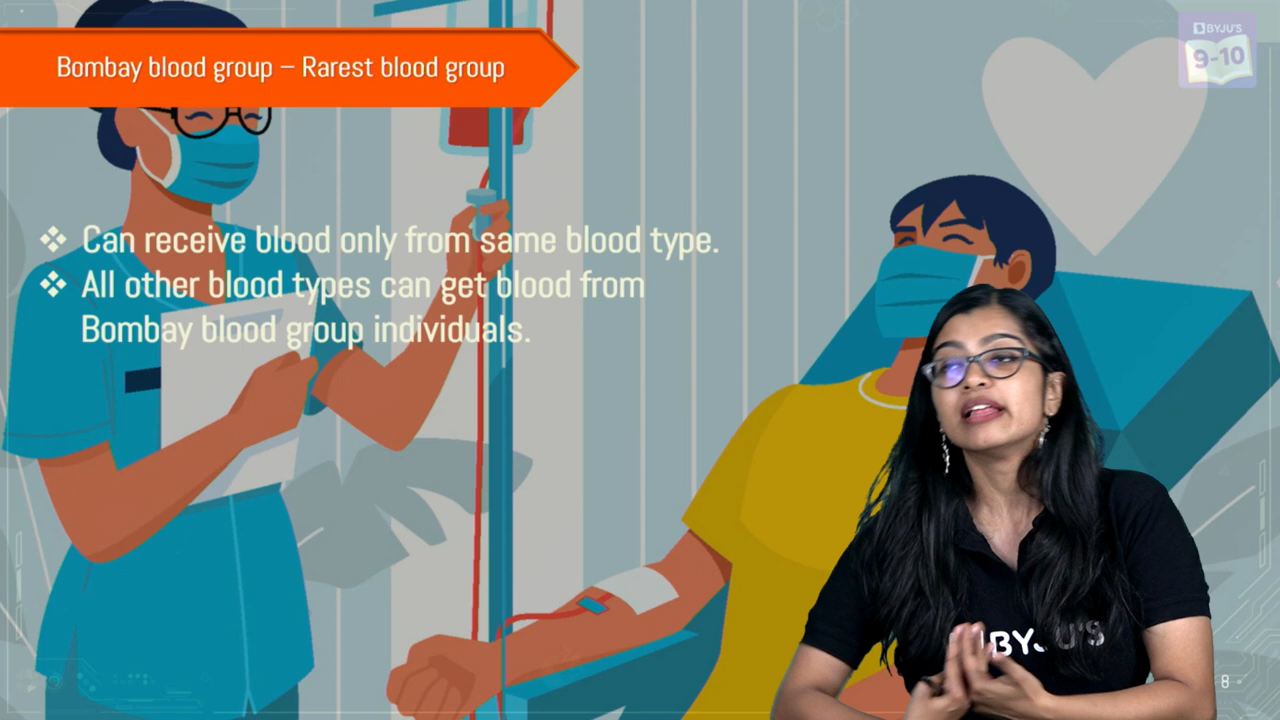 Bombay blood group – Rarest blood group
BYJU'S
9-10
❖ Can receive blood only from same blood type.
❖ All other blood types can get blood from
Bombay blood group individuals.
BYJU'S
8